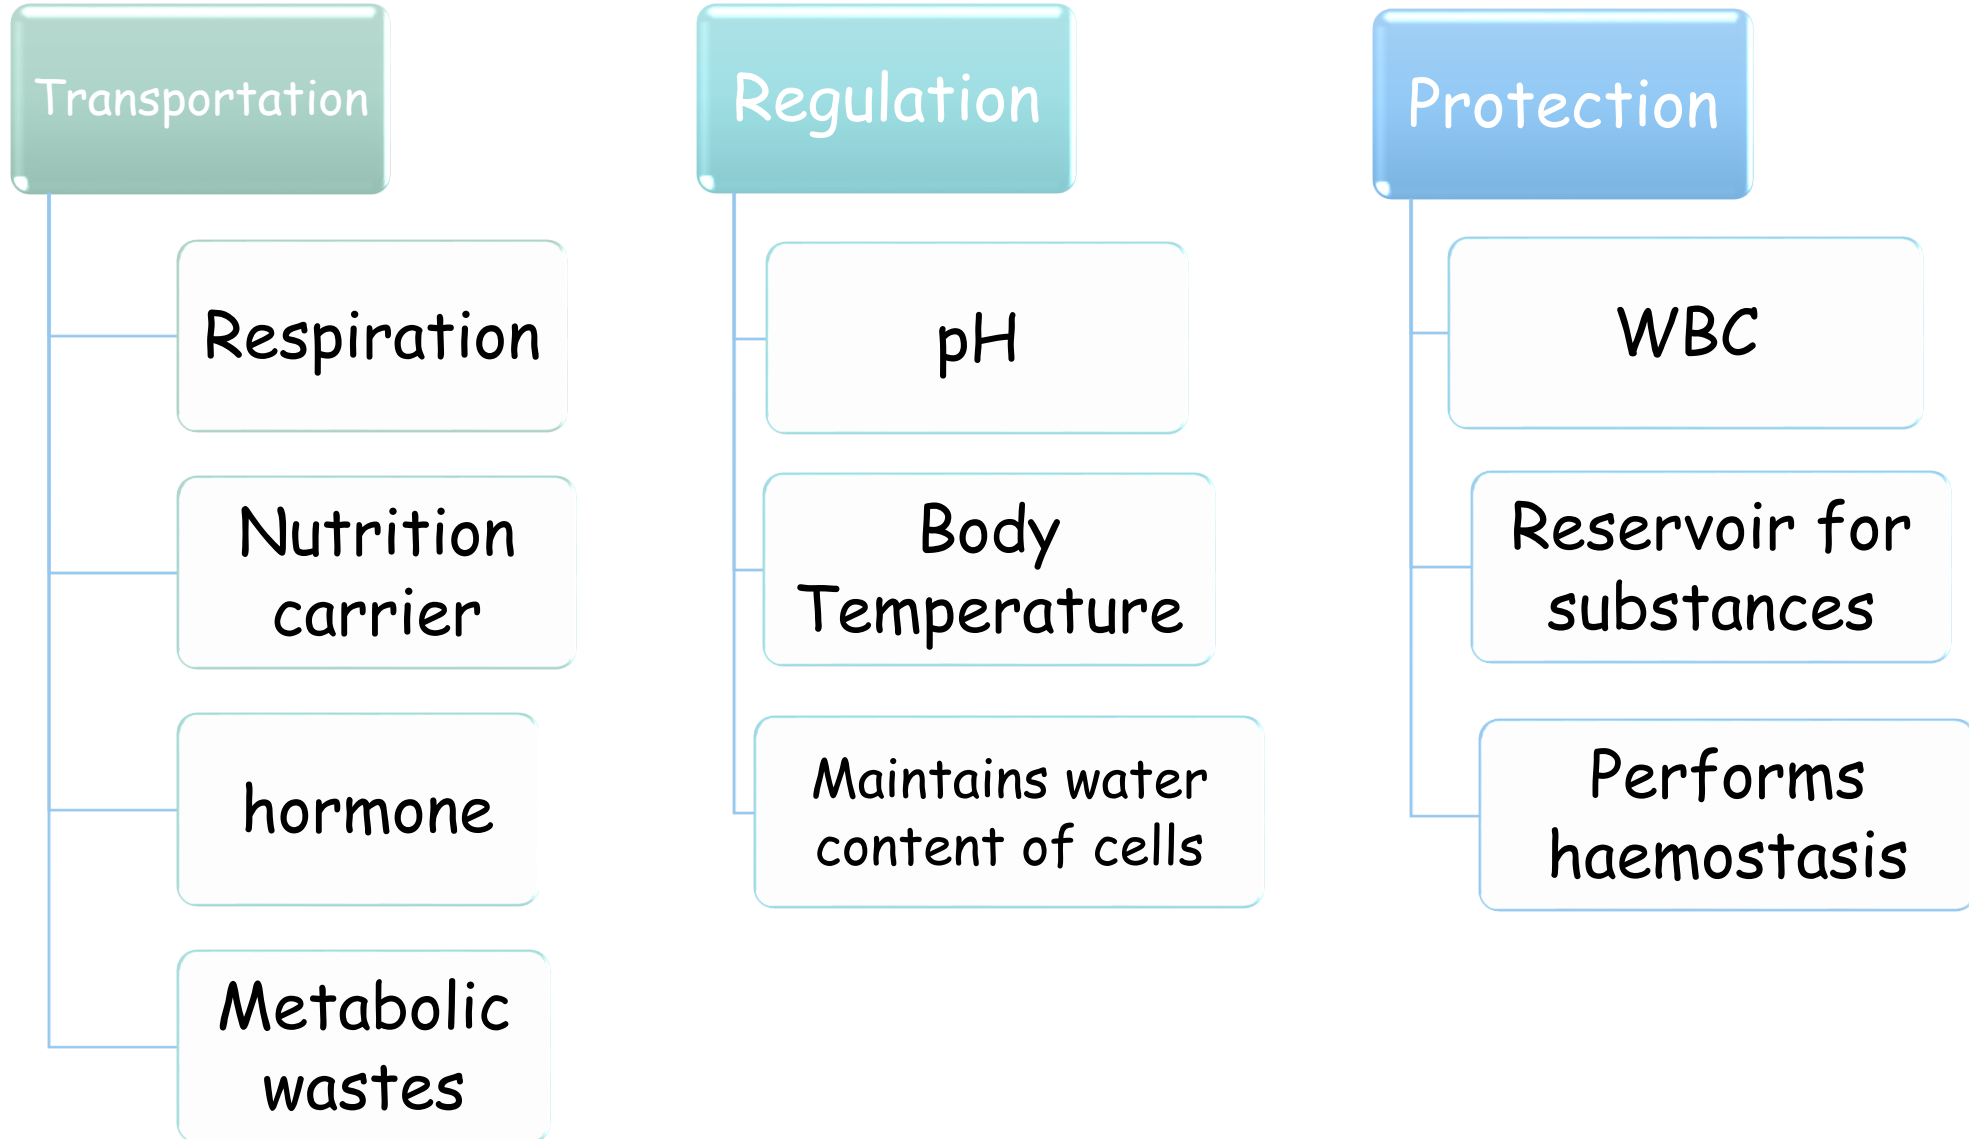 Transportation
Respiration
Nutrition
carrier
hormone
Metabolic
wastes
Regulation
pH
Body
Temperature
Maintains water
content of cells
Protection
WBC
Reservoir for
substances
Performs
haemostasis